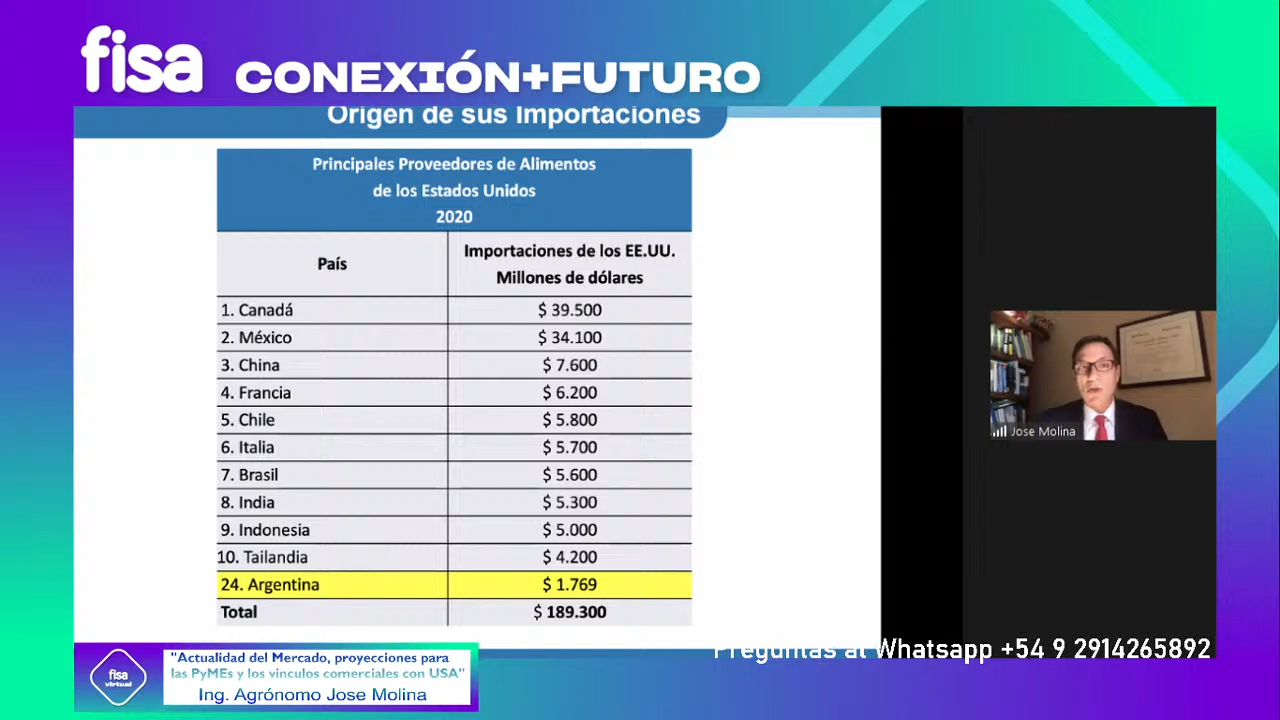 fisa CONEXIÓN+FUTURO
Origen de sus Importaciones
Principales Proveedores de Alimentos
de los Estados Unidos
2020
País
Importaciones de los EE.UU.
Millones de dólares
1. Canadá $ 39.500
2. México $ 34.100
3. China $ 7.600
4. Francia $ 6.200
5. Chile $ 5.800
6. Italia $ 5.700
7. Brasil $ 5.600
8. India $ 5.300
9. Indonesia $ 5.000
10. Tailandia $ 4.200
24. Argentina $ 1.769
Total $ 189.300
Jose Molina
Preguntas al Whatsapp +54 9 2914265892
fisa
virtual
"Actualidad del Mercado, proyecciones para
las PyMEs y los vinculos comerciales con USA"
Ing. Agrónomo Jose Molina